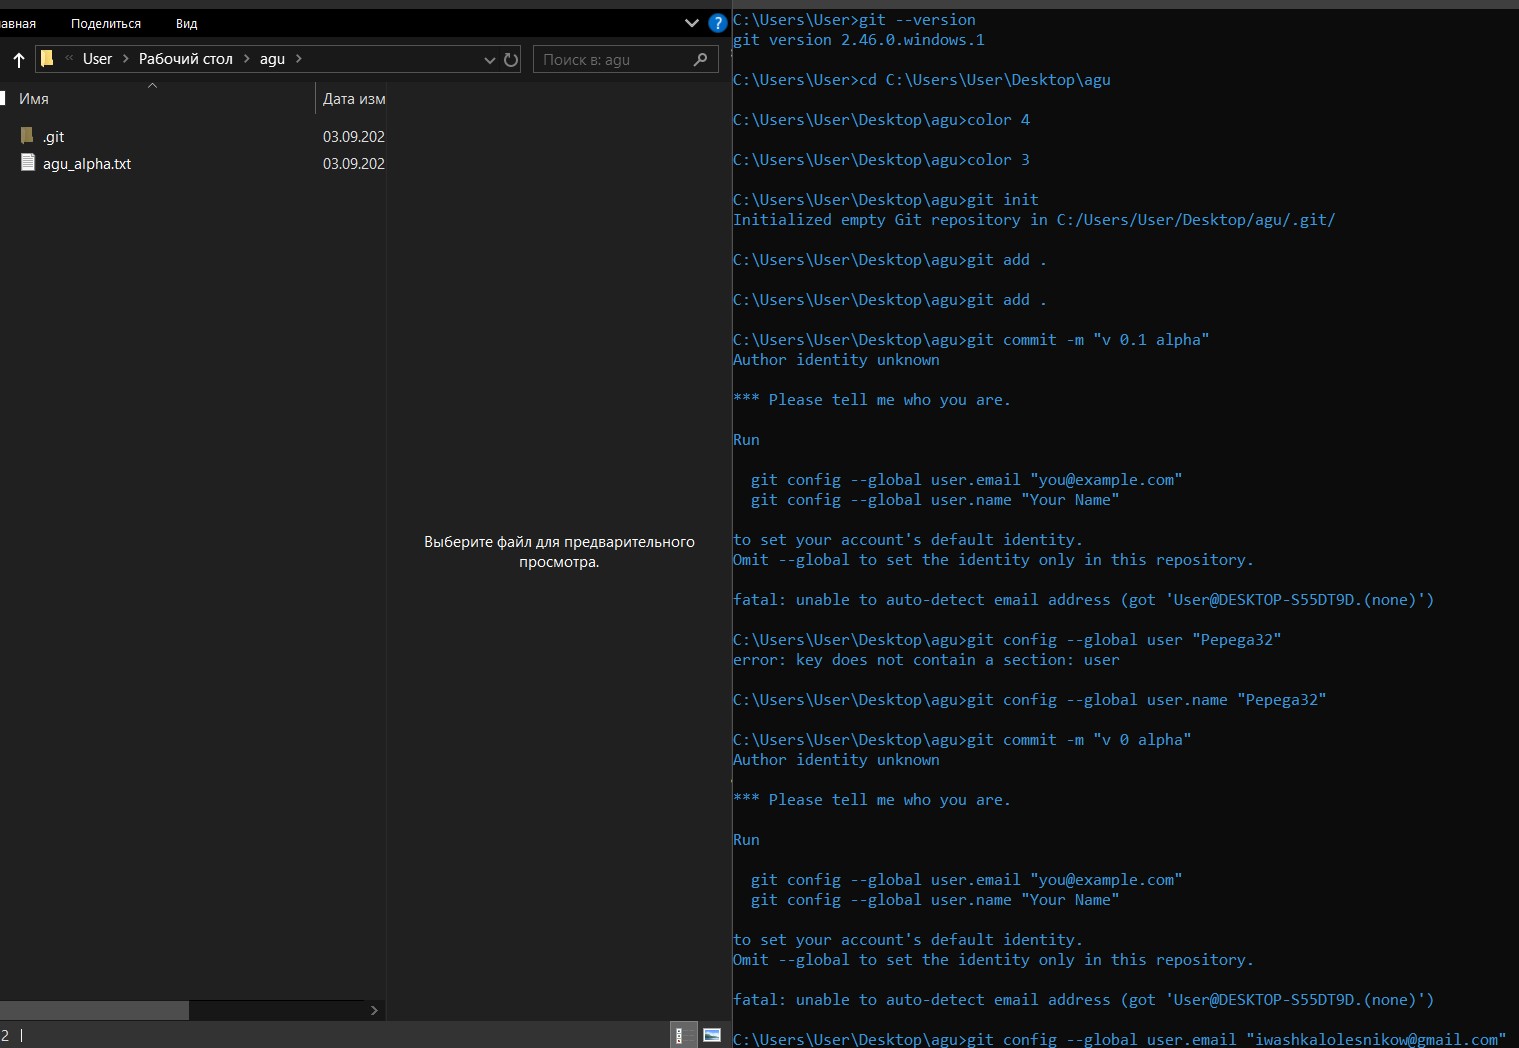 авная Поделиться Вид
User Рабочий стол agu
Поиск в: agu
Имя Дата изм
.git 03.09.202
agu_alpha.txt 03.09.202
Выберите файл для предварительного
просмотра.
2
C:\Users\User>git --version
git version 2.46.0.windows.1
C:\Users\User>cd C:\Users\User\Desktop\agu
C:\Users\User\Desktop\agu>color 4
C:\Users\User\Desktop\agu>color 3
C:\Users\User\Desktop\agu>git init
Initialized empty Git repository in C:/Users/User/Desktop/agu/.git/
C:\Users\User\Desktop\agu>git add .
C:\Users\User\Desktop\agu>git add .
C:\Users\User\Desktop\agu>git commit -m "v 0.1 alpha"
Author identity unknown
*** Please tell me who you are.
Run
git config --global user.email "you@example.com"
git config --global user.name "Your Name"
to set your account's default identity.
Omit --global to set the identity only in this repository.
fatal: unable to auto-detect email address (got 'User@DESKTOP-S55DT9D.(none)')
C:\Users\User\Desktop\agu>git config --global user "Pepega32"
error: key does not contain a section: user
C:\Users\User\Desktop\agu>git config --global user.name "Pepega32"
C:\Users\User\Desktop\agu>git commit -m "v 0 alpha"
Author identity unknown
*** Please tell me who you are.
Run
git config --global user.email "you@example.com"
git config --global user.name "Your Name"
to set your account's default identity.
Omit --global to set the identity only in this repository.
fatal: unable to auto-detect email address (got 'User@DESKTOP-S55DT9D.(none)')
C:\Users\User\Desktop\agu>git config --global user.email "iwashkalolesnikow@gmail.com"